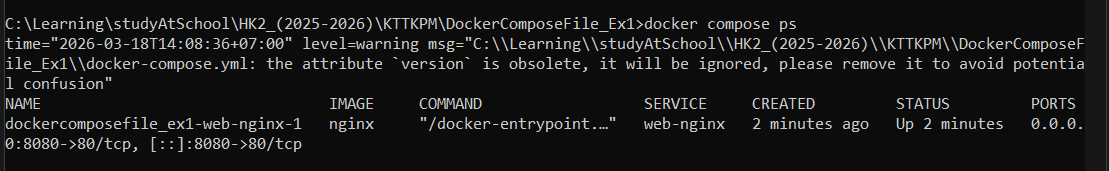 C:\Learning\studyAtSchool\HK2_(2025-2026)\KTTKPM\DockerComposeFile_Ex1>docker compose ps
time="2026-03-18T14:08:36+07:00" level=warning msg="C:\\Learning\\studyAtSchool\\HK2_(2025-2026)\\KTTKPM\\DockerComposeF
ile_Ex1\\docker-compose.yml: the attribute `version` is obsolete, it will be ignored, please remove it to avoid potentia
l confusion"
NAME                             IMAGE     COMMAND                  SERVICE     CREATED         STATUS         PORTS
dockercomposefile_ex1-web-nginx-1   nginx     "/docker-entrypoint.…"   web-nginx   2 minutes ago   Up 2 minutes   0.0.0.
0:8080->80/tcp, [::]:8080->80/tcp